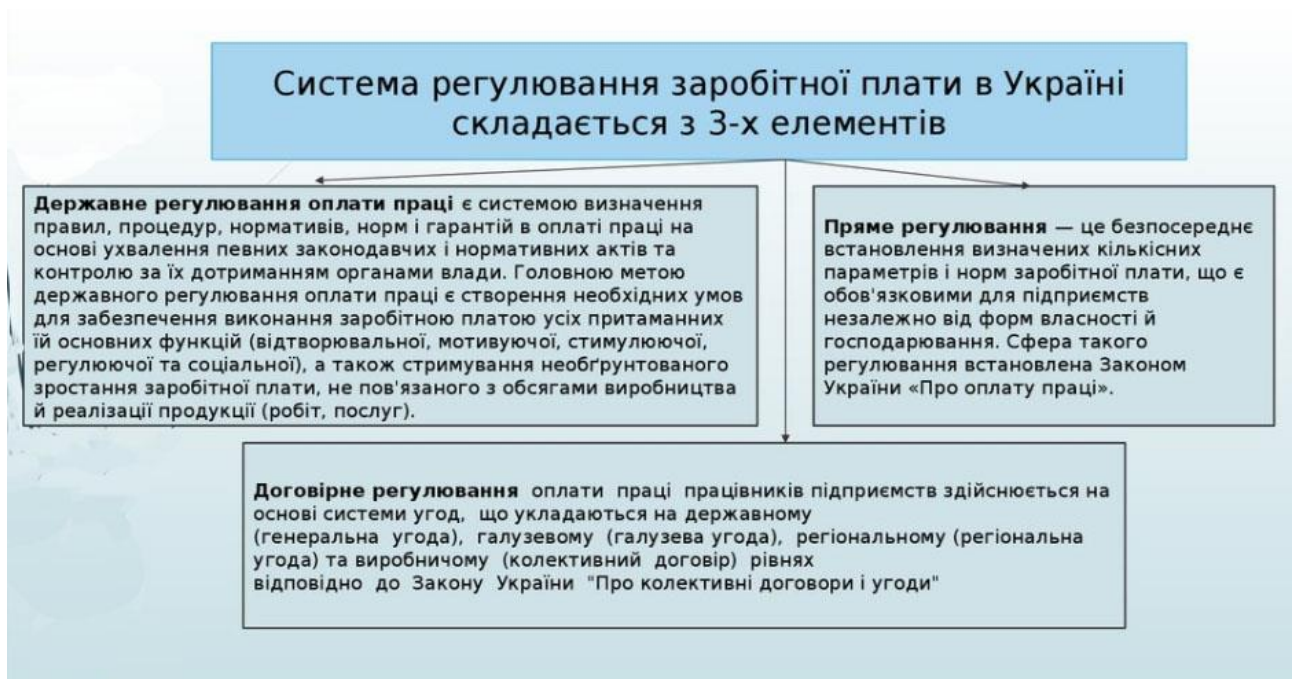 Система регулювання заробітної плати в Україні
складається з 3-х елементів
Державне регулювання оплати праці є системою визначення
правил, процедур, нормативів, норм і гарантій в оплаті праці на
основі ухвалення певних законодавчих і нормативних актів та
контролю за їх дотриманням органами влади. Головною метою
державного регулювання оплати праці є створення необхідних умов
для забезпечення виконання заробітною платою усіх притаманних
їй основних функцій (відтворювальної, мотивуючої, стимулюючої,
регулюючої та соціальної), а також стримування необґрунтованого
зростання заробітної плати, не пов'язаного з обсягами виробництва
й реалізації продукції (робіт, послуг).
Пряме регулювання — це безпосереднє
встановлення визначених кількісних
параметрів і норм заробітної плати, що є
обов'язковими для підприємств
незалежно від форм власності й
господарювання. Сфера такого
регулювання встановлена Законом
України «Про оплату праці».
Договірне регулювання оплати праці працівників підприємств здійснюється на
основі системи угод, що укладаються на державному
(генеральна угода), галузевому (галузева угода), регіональному (регіональна
угода) та виробничому (колективний договір) рівнях
відповідно до Закону України "Про колективні договори і угоди"